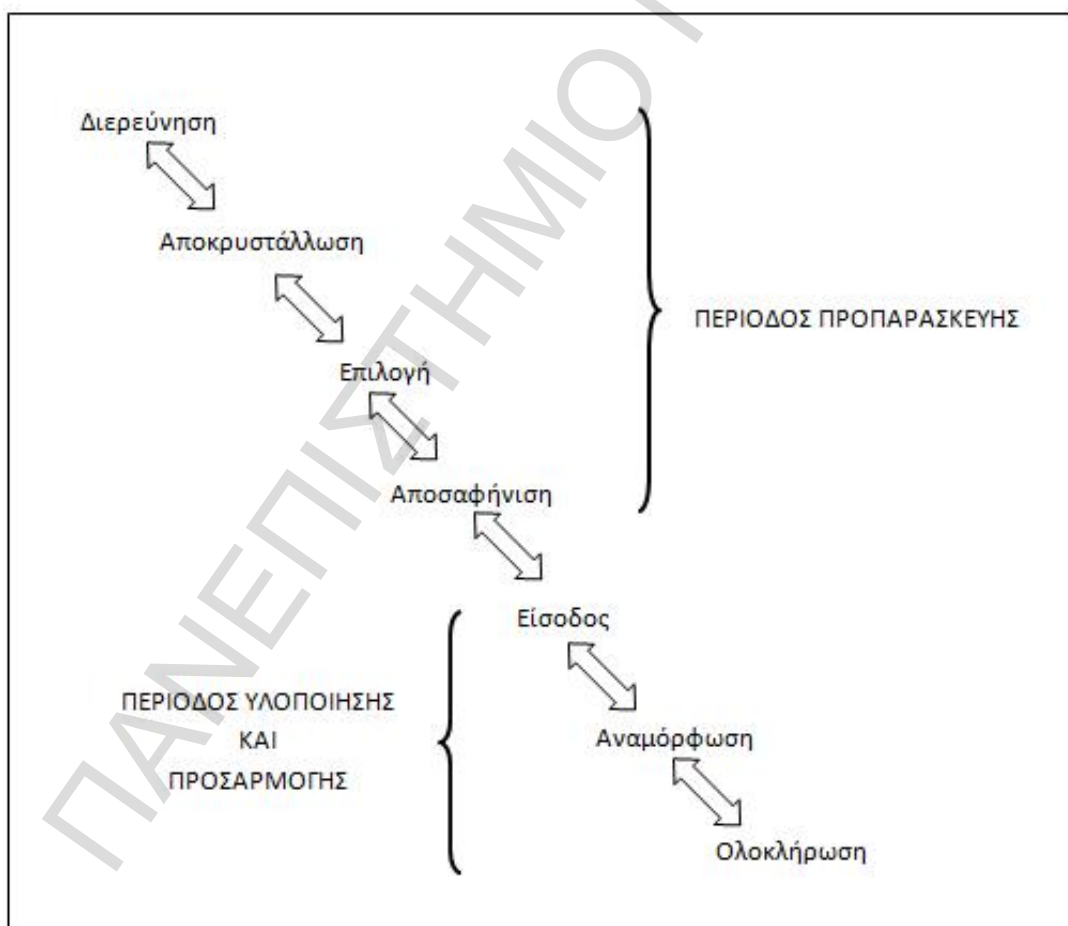 Διερεύνηση
Αποκρυστάλλωση
Επιλογή
Αποσαφήνιση
ΠΕΡΙΟΔΟΣ ΠΡΟΠΑΡΑΣΚΕΥΗΣ
Είσοδος
Αναμόρφωση
Ολοκλήρωση
ΠΕΡΙΟΔΟΣ ΥΛΟΠΟΙΗΣΗΣ
ΚΑΙ
ΠΡΟΣΑΡΜΟΓΗΣ
ΠΑΝΕΠΙΣΤΗΜΙΟ